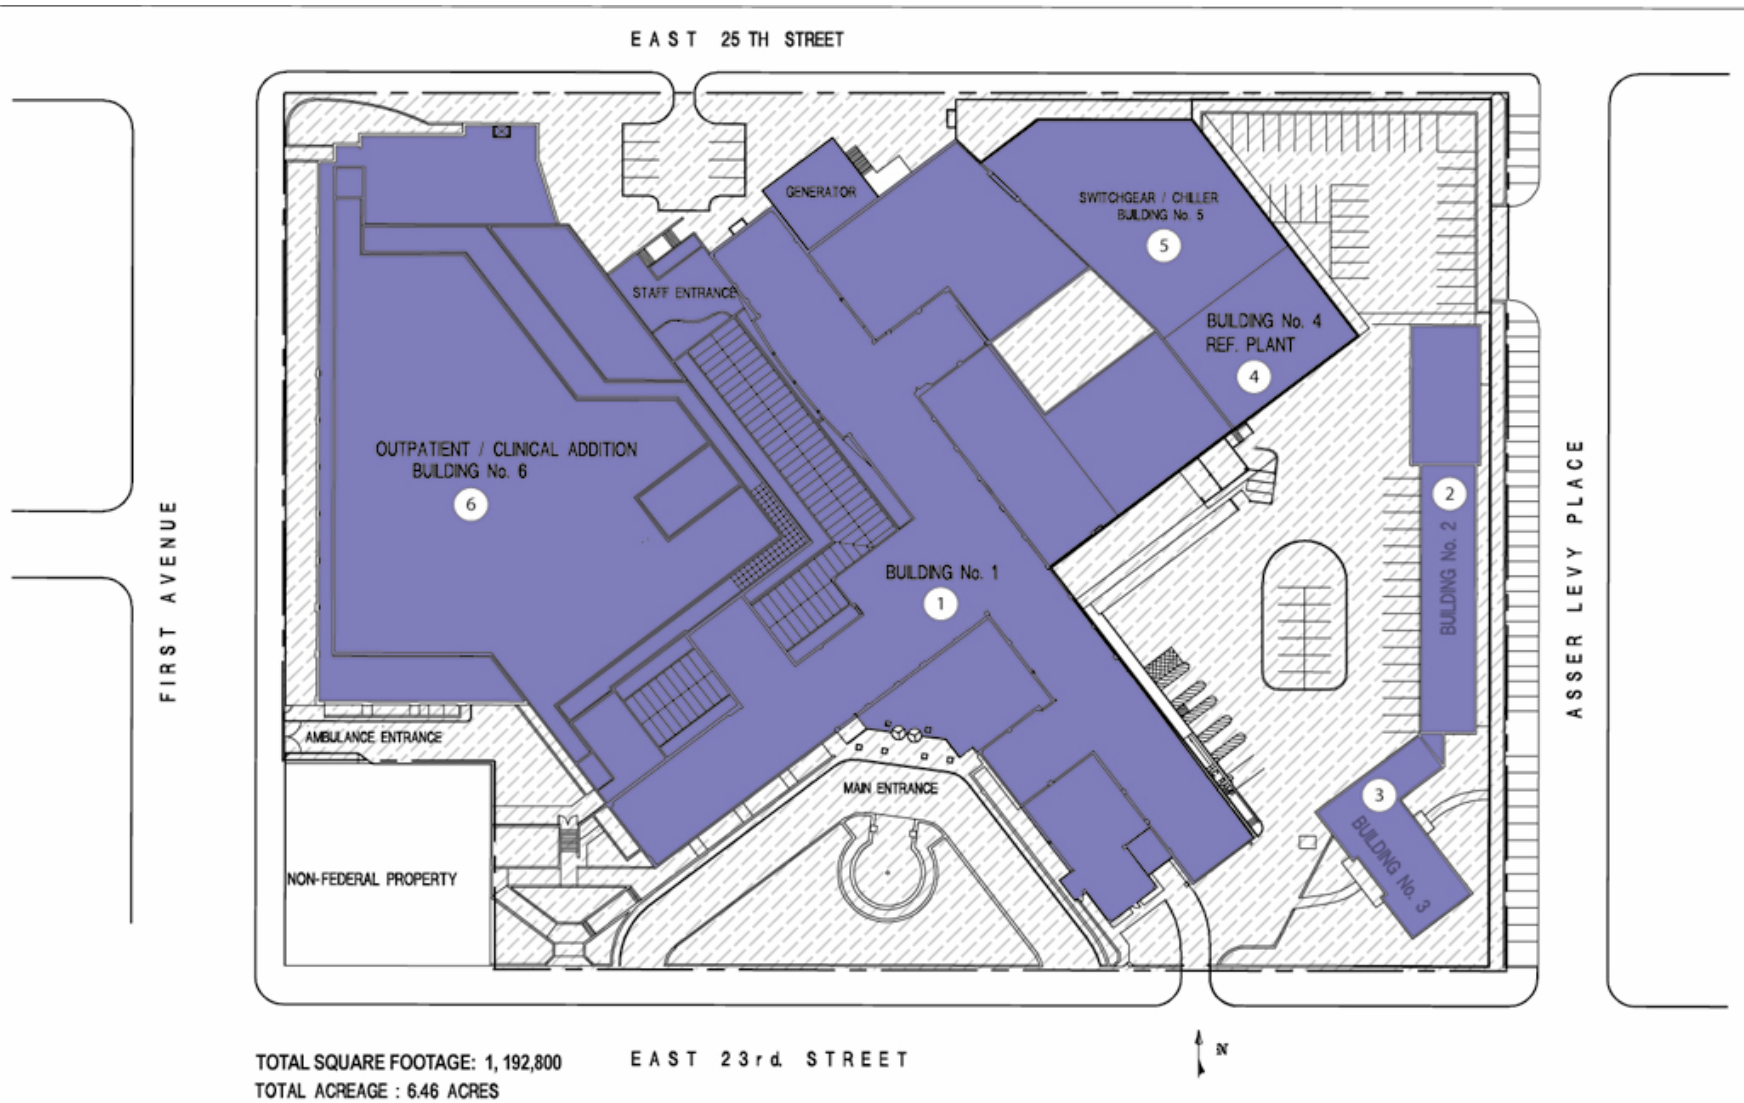 EAST 25 TH STREET
GENERATOR
SWITCHGEAR / CHILLER
BUILDING No. 5
5
STAFF ENTRANCE
BUILDING No. 4
REF. PLANT
4
OUTPATIENT / CLINICAL ADDITION
BUILDING No. 6
6
2
BUILDING No. 2
FIRST AVENUE
ASSER LEVY PLACE
BUILDING No. 1
1
AMBULANCE ENTRANCE
MAIN ENTRANCE
3
BUILDING No. 3
NON-FEDERAL PROPERTY
EAST 23rd. STREET
N
TOTAL SQUARE FOOTAGE: 1, 192,800
TOTAL ACREAGE : 6.46 ACRES